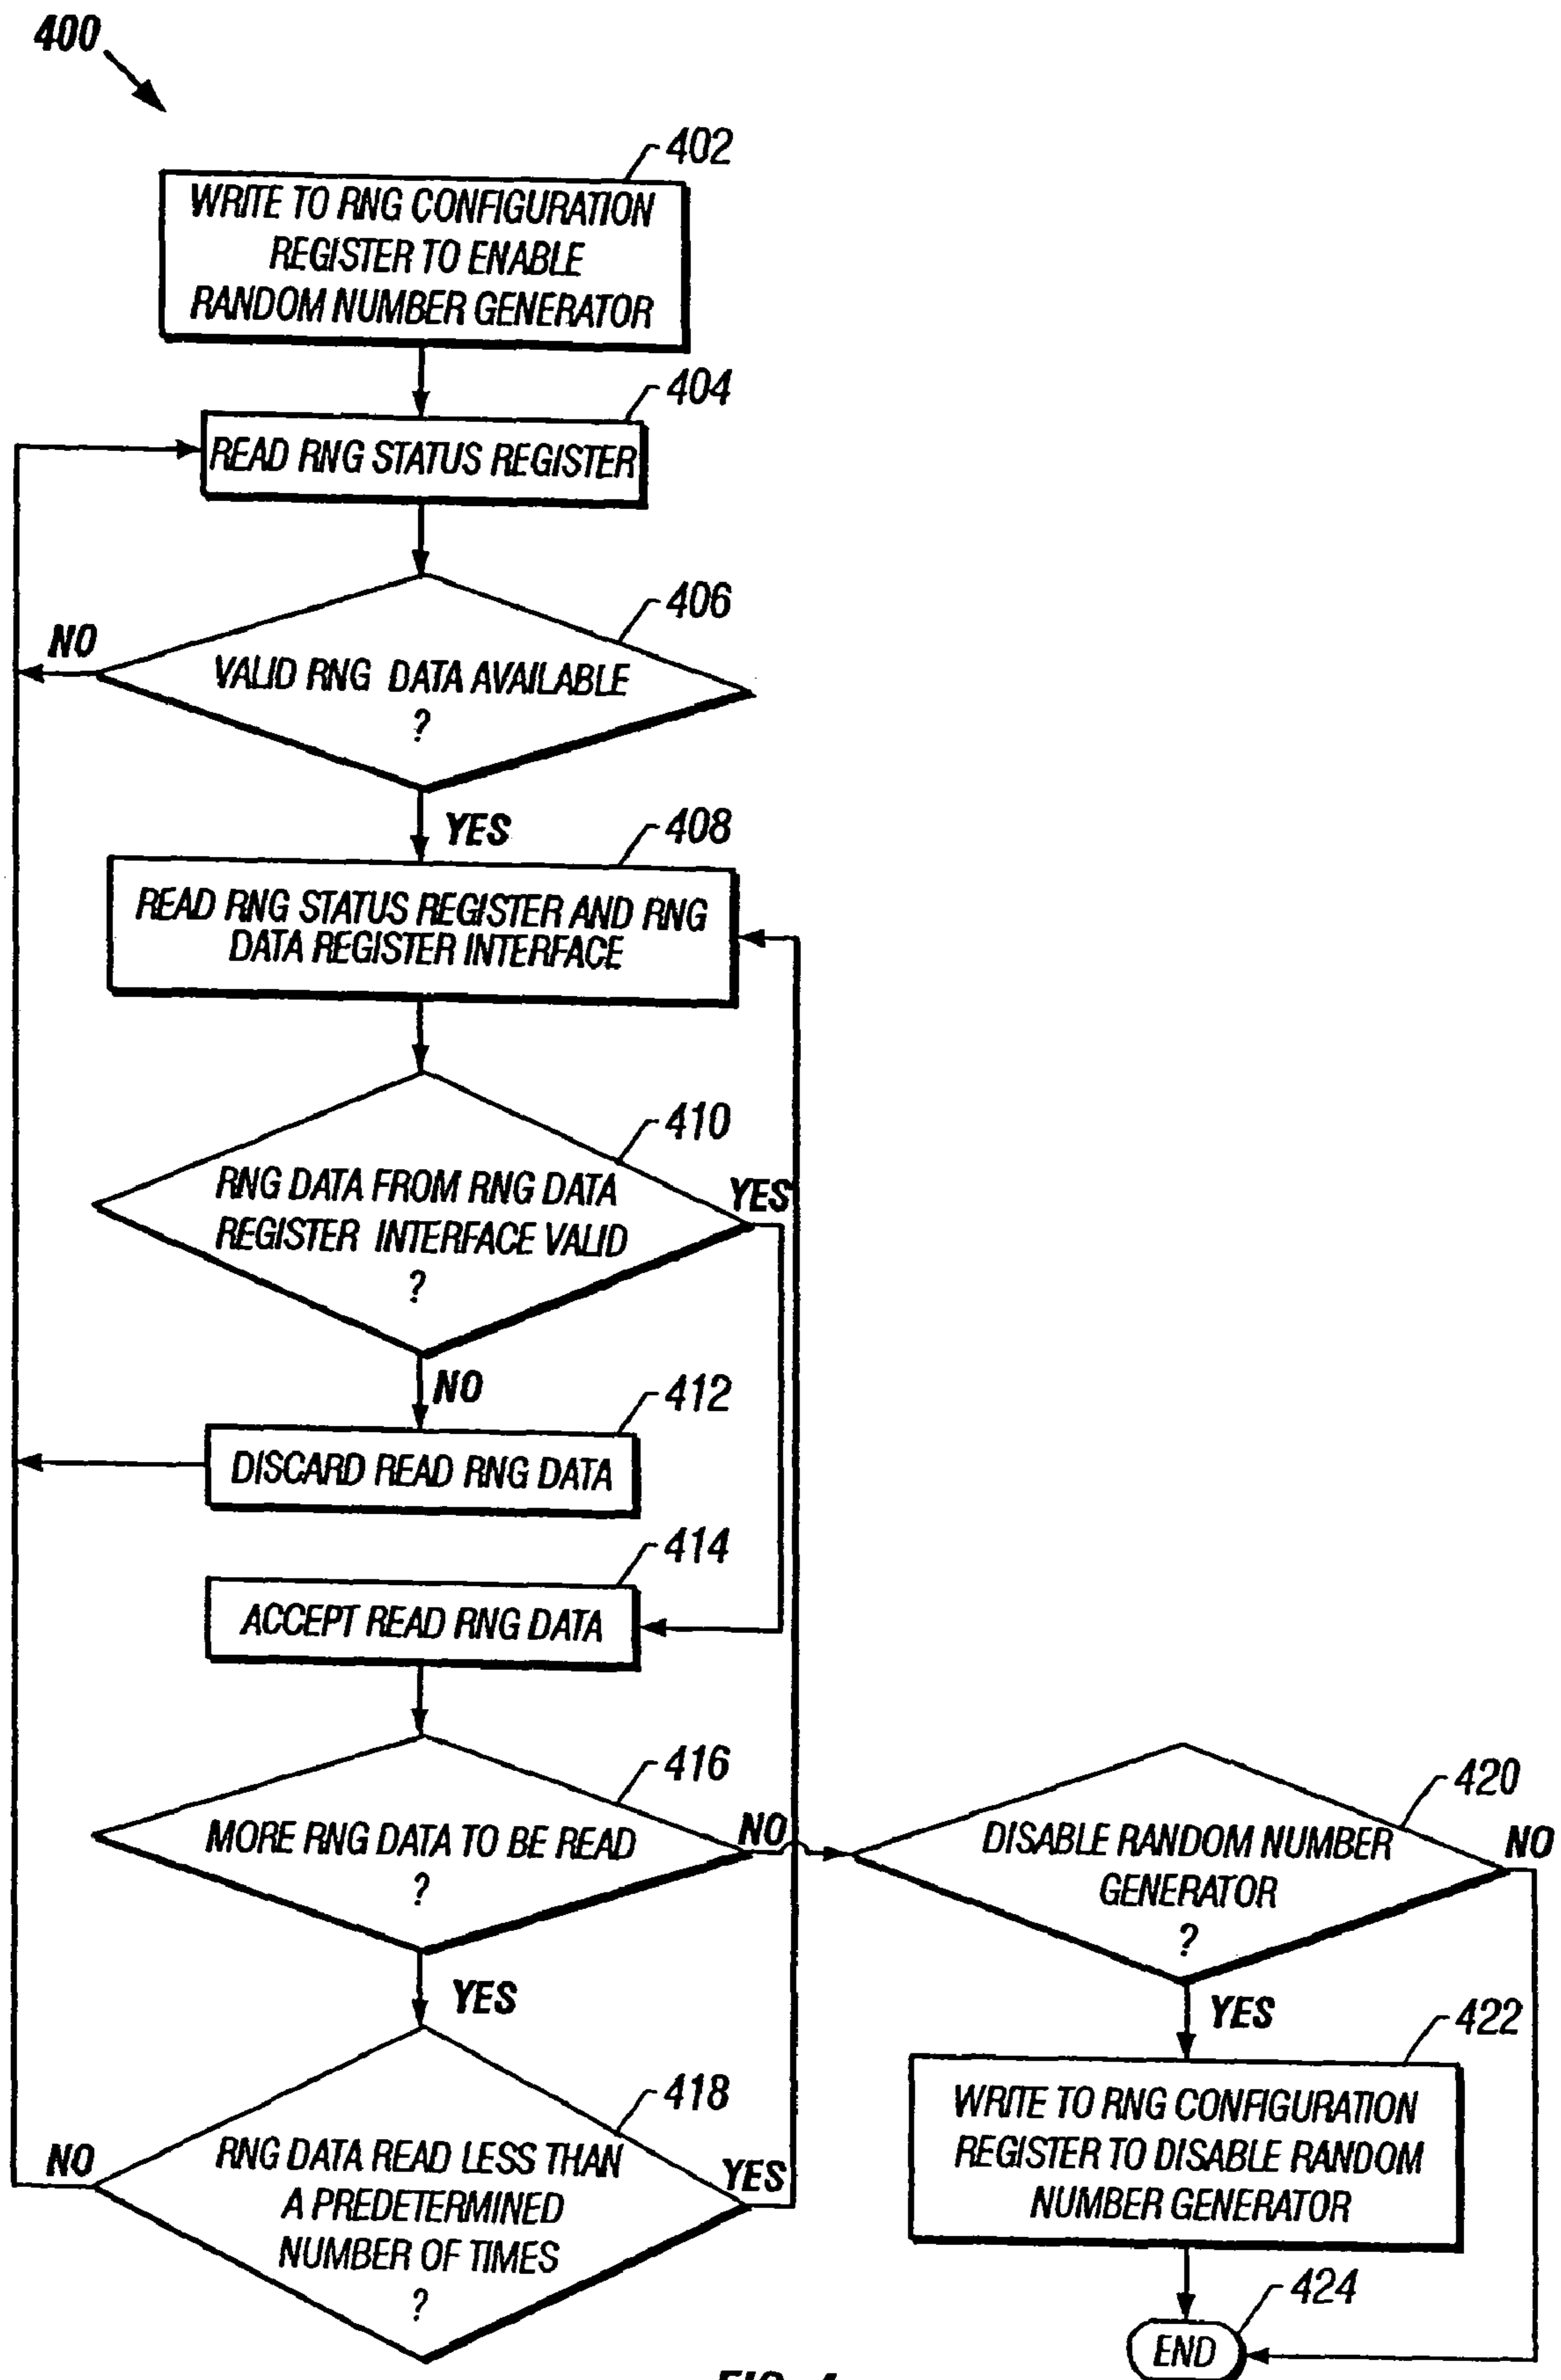 400
402
WRITE TO RNG CONFIGURATION
REGISTER TO ENABLE
RANDOM NUMBER GENERATOR
404
READ RNG STATUS REGISTER
406
NO
VALID RNG DATA AVAILABLE
?
YES
408
READ RNG STATUS REGISTER AND RNG
DATA REGISTER INTERFACE
410
RNG DATA FROM RNG DATA
REGISTER INTERFACE VALID
?
YES
NO
412
DISCARD READ RNG DATA
414
ACCEPT READ RNG DATA
416
MORE RNG DATA TO BE READ
?
NO
YES
418
RNG DATA READ LESS THAN
A PREDETERMINED
NUMBER OF TIMES
?
NO
YES
420
DISABLE RANDOM NUMBER
GENERATOR
?
NO
YES
422
WRITE TO RNG CONFIGURATION
REGISTER TO DISABLE RANDOM
NUMBER GENERATOR
424
END